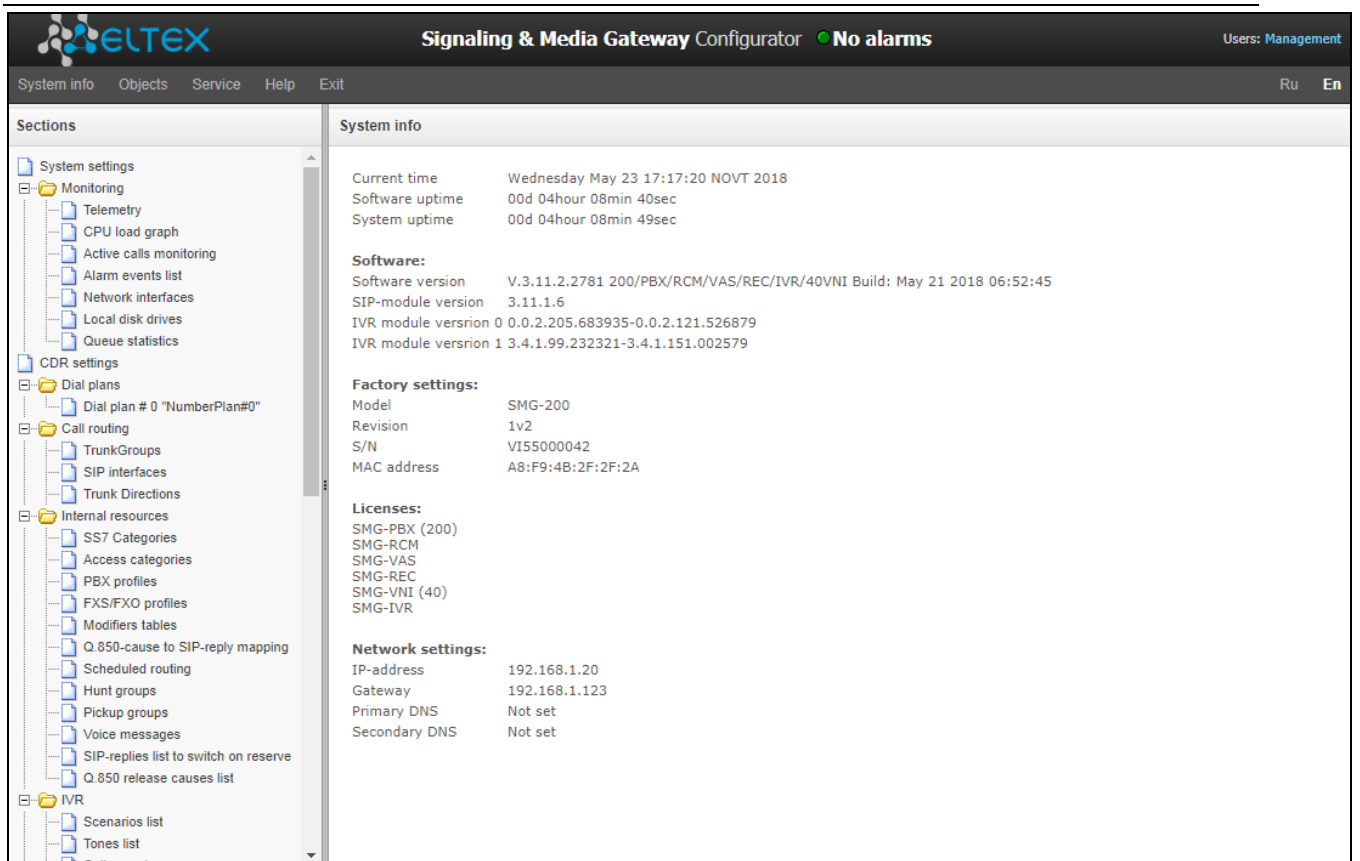 ELTEX
Signaling & Media Gateway Configurator No alarms
Users: Management
System info Objects Service Help Exit
Ru En
Sections
System settings
Monitoring
Telemetry
CPU load graph
Active calls monitoring
Alarm events list
Network interfaces
Local disk drives
Queue statistics
CDR settings
Dial plans
Dial plan # 0 "NumberPlan#0"
Call routing
TrunkGroups
SIP interfaces
Trunk Directions
Internal resources
SS7 Categories
Access categories
PBX profiles
FXS/FXO profiles
Modifiers tables
Q.850-cause to SIP-reply mapping
Scheduled routing
Hunt groups
Pickup groups
Voice messages
SIP-replies list to switch on reserve
Q.850 release causes list
IVR
Scenarios list
Tones list
System info
Current time Wednesday May 23 17:17:20 NOVT 2018
Software uptime 00d 04hour 08min 40sec
System uptime 00d 04hour 08min 49sec
Software:
Software version V.3.11.2.2781 200/PBX/RCM/VAS/REC/IVR/40VNI Build: May 21 2018 06:52:45
SIP-module version 3.11.1.6
IVR module versrion 0 0.0.2.205.683935-0.0.2.121.526879
IVR module versrion 1 3.4.1.99.232321-3.4.1.151.002579
Factory settings:
Model SMG-200
Revision 1v2
S/N VI55000042
MAC address A8:F9:4B:2F:2F:2A
Licenses:
SMG-PBX (200)
SMG-RCM
SMG-VAS
SMG-REC
SMG-VNI (40)
SMG-IVR
Network settings:
IP-address 192.168.1.20
Gateway 192.168.1.123
Primary DNS Not set
Secondary DNS Not set